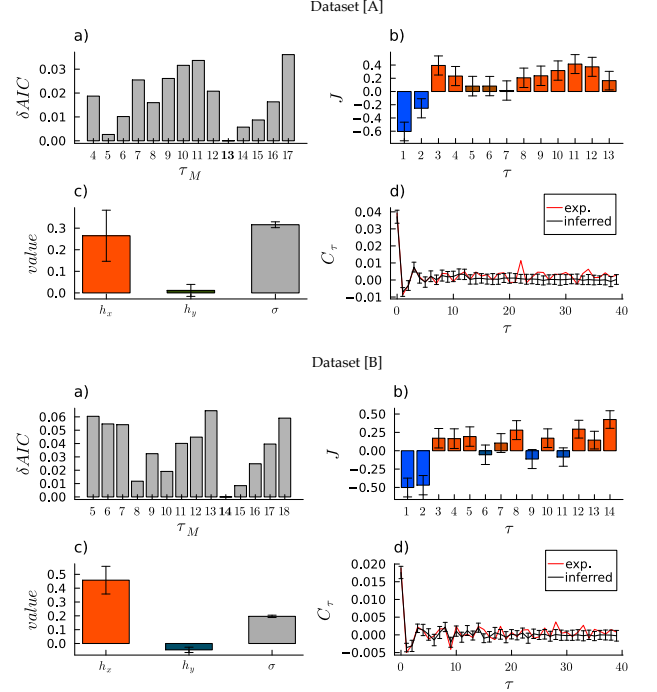 Dataset [A]
a)
δAIC
0.03
0.02
0.01
0.00
4 5 6 7 8 9 10 11 12 13 14 15 16 17
τ_M
b)
J
0.4
0.2
0.0
−0.2
−0.4
−0.6
1 2 3 4 5 6 7 8 9 10 11 12 13
τ
c)
value
0.3
0.2
0.1
0.0
h_x h_y σ
d)
C_τ
0.04
0.03
0.02
0.01
0.00
−0.01
0 10 20 30 40
τ
exp.
inferred
Dataset [B]
a)
δAIC
0.06
0.05
0.04
0.03
0.02
0.01
0.00
5 6 7 8 9 10 11 12 13 14 15 16 17 18
τ_M
b)
J
0.50
0.25
0.00
−0.25
−0.50
1 2 3 4 5 6 7 8 9 10 11 12 13 14
τ
c)
value
0.5
0.4
0.3
0.2
0.1
0.0
h_x h_y σ
d)
C_τ
0.020
0.015
0.010
0.005
0.000
−0.005
0 10 20 30 40
τ
exp.
inferred